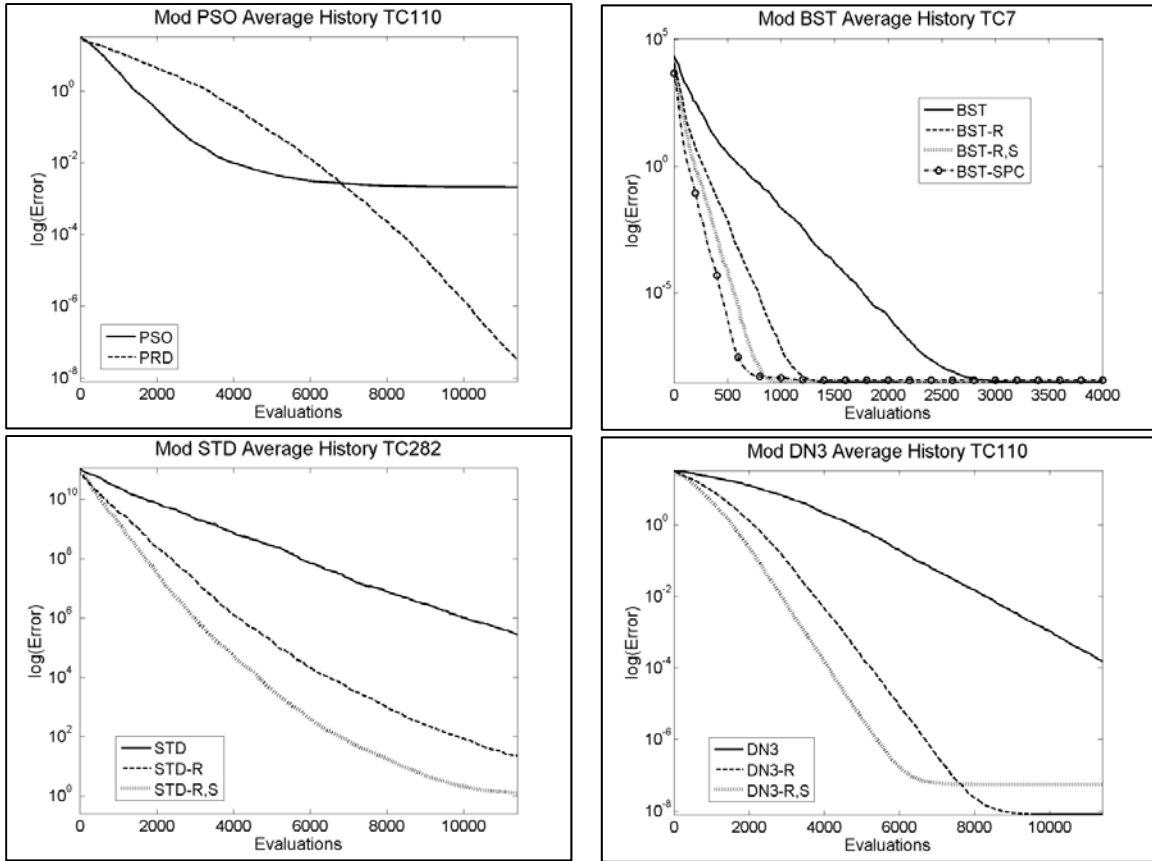 Mod PSO Average History TC110
log(Error)
10^0
10^-2
10^-4
10^-6
10^-8
PSO
PRD
0 2000 4000 6000 8000 10000
Evaluations
Mod BST Average History TC7
log(Error)
10^5
10^0
10^-5
BST
BST-R
BST-R,S
BST-SPC
0 500 1000 1500 2000 2500 3000 3500 4000
Evaluations
Mod STD Average History TC282
log(Error)
10^10
10^8
10^6
10^4
10^2
10^0
STD
STD-R
STD-R,S
0 2000 4000 6000 8000 10000
Evaluations
Mod DN3 Average History TC110
log(Error)
10^0
10^-2
10^-4
10^-6
10^-8
DN3
DN3-R
DN3-R,S
0 2000 4000 6000 8000 10000
Evaluations